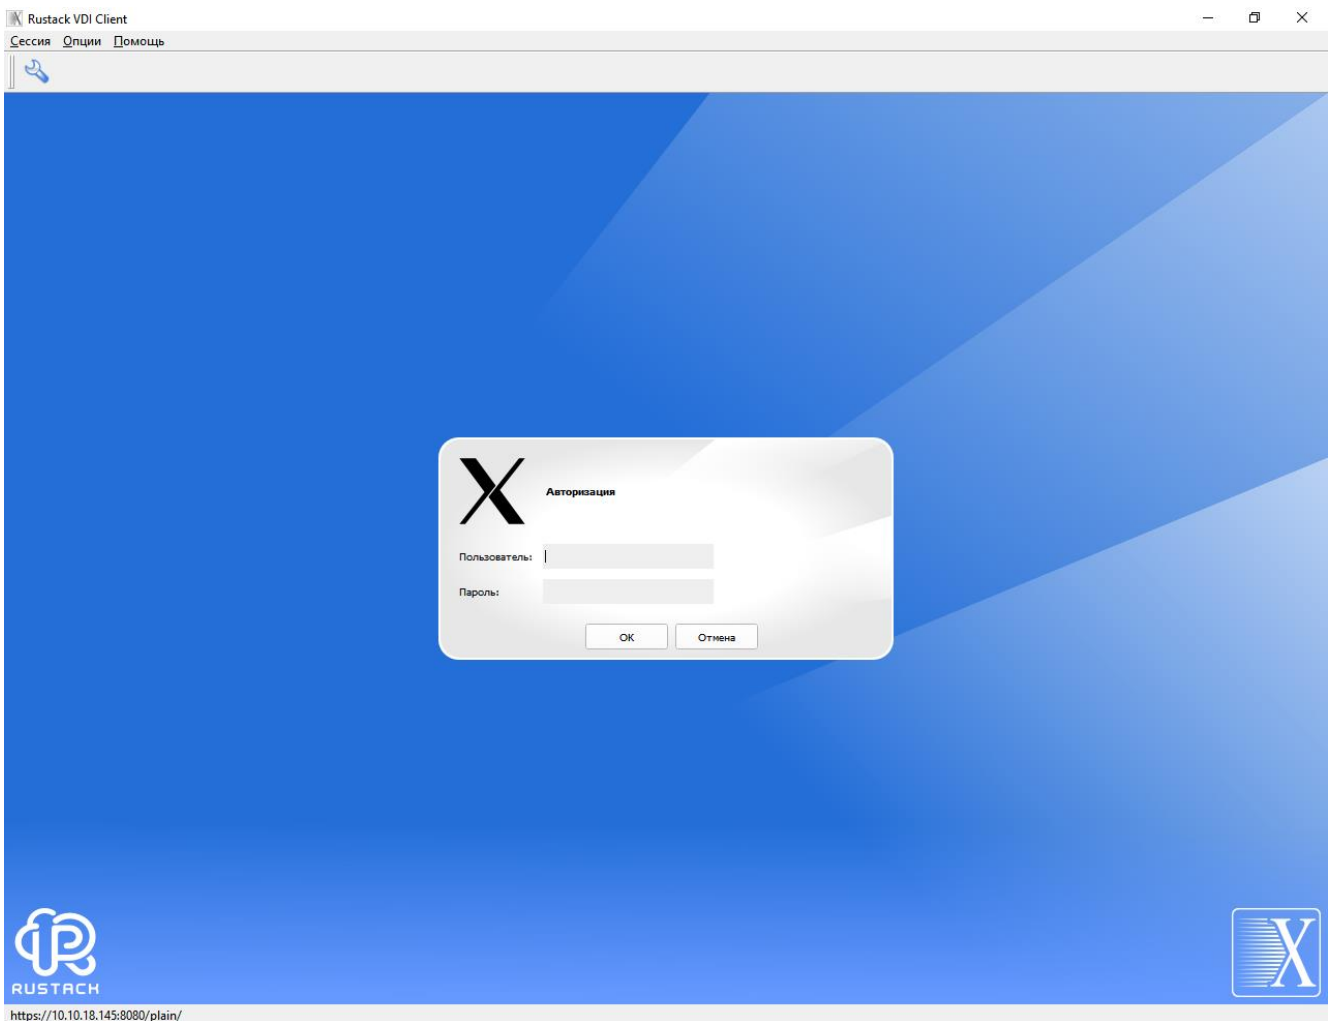 Rustack VDI Client
Сессия Опции Помощь
Авторизация
Пользователь:
Пароль:
OK Отмена
RUSTACK
X
https://10.10.18.145:8080/plain/